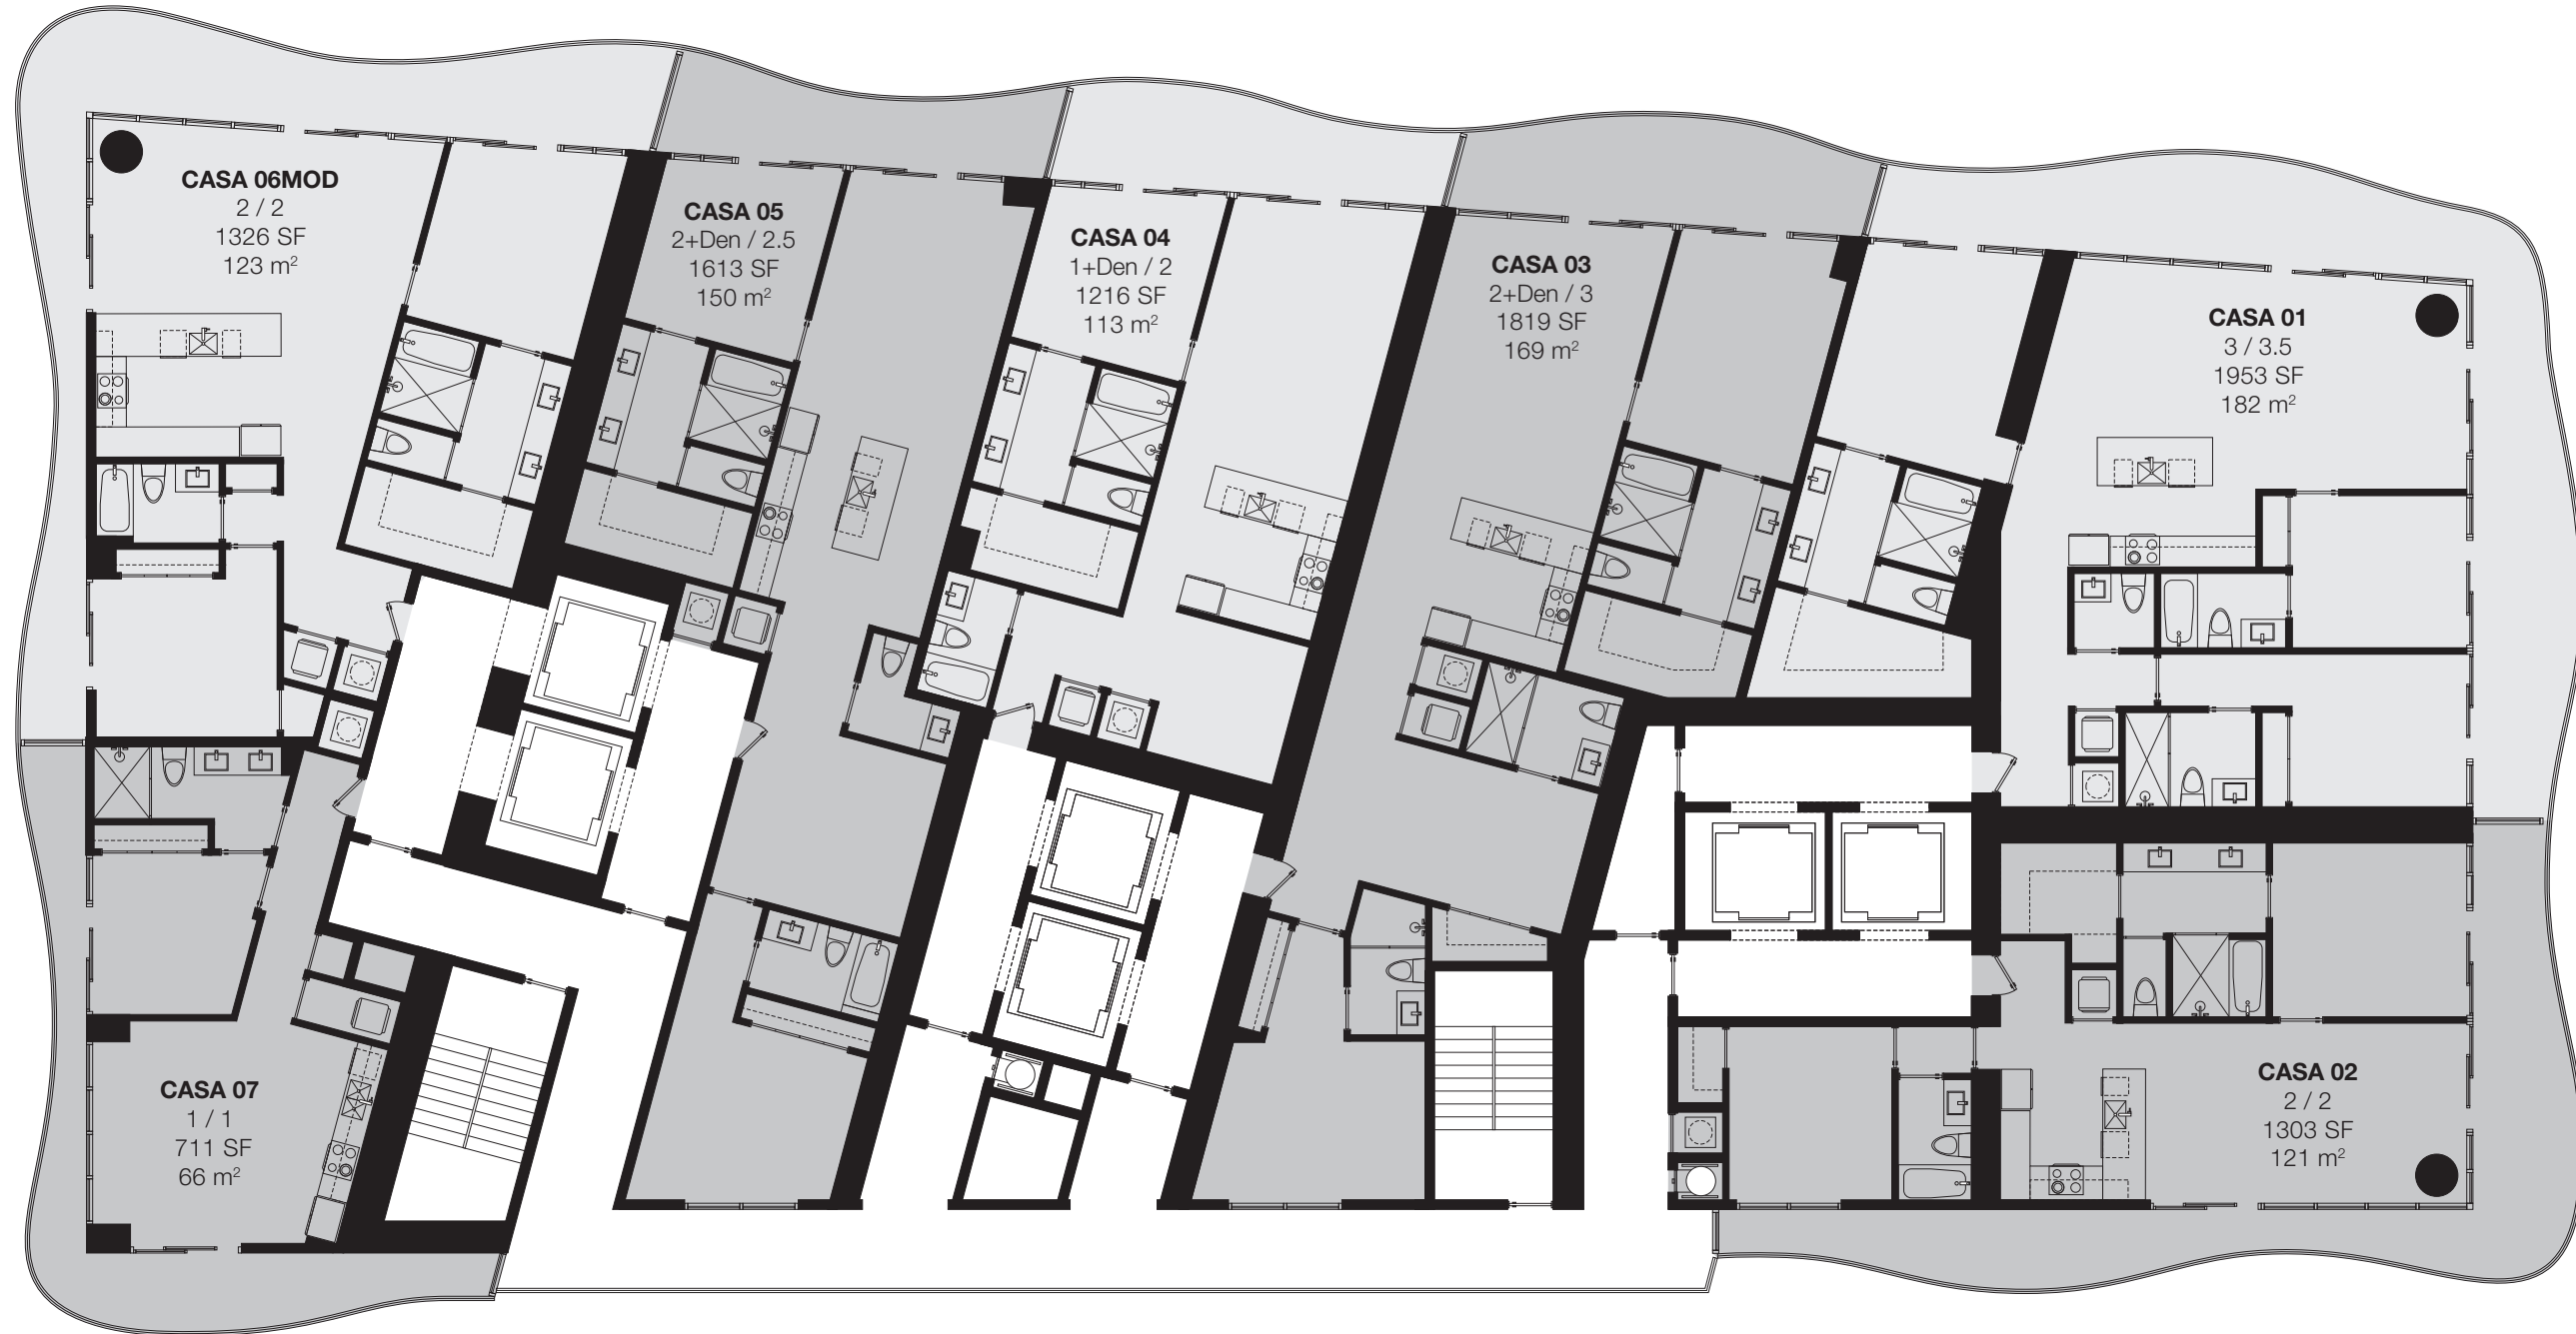 CASA 06MOD
2 / 2
1326 SF
123 m²
CASA 05
2+Den / 2.5
1613 SF
150 m²
CASA 04
1+Den / 2
1216 SF
113 m²
CASA 03
2+Den / 3
1819 SF
169 m²
CASA 01
3 / 3.5
1953 SF
182 m²
CASA 07
1 / 1
711 SF
66 m²
CASA 02
2 / 2
1303 SF
121 m²